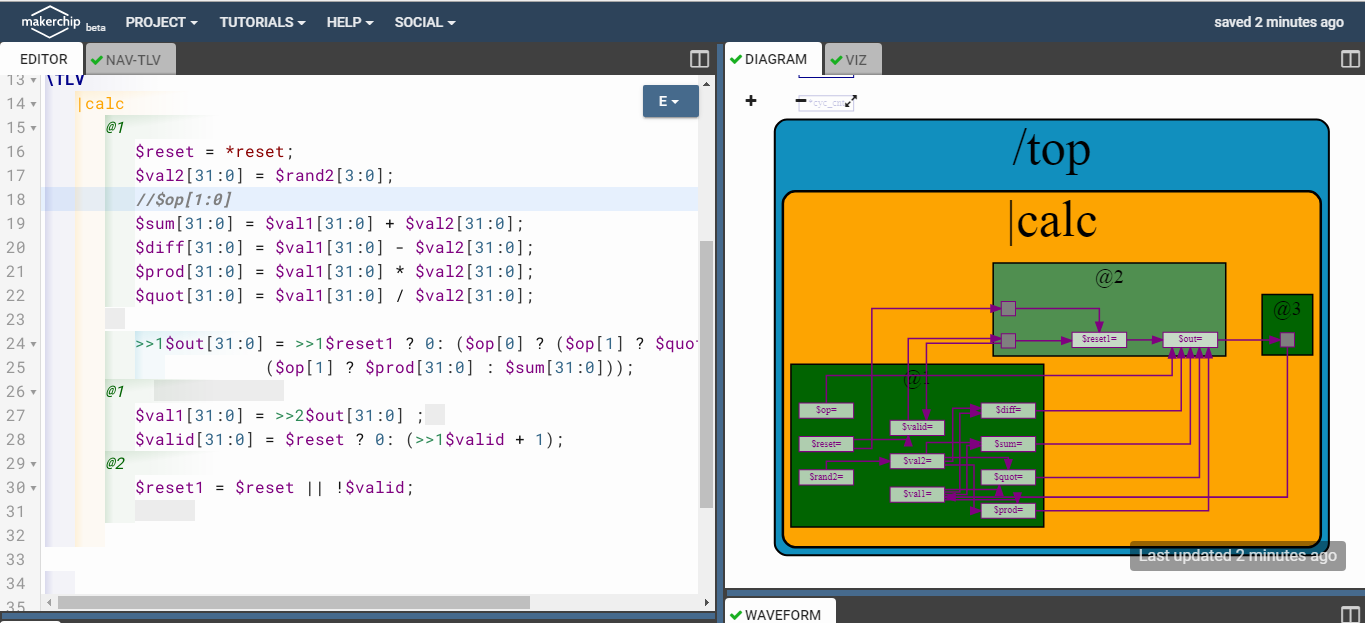 makerchip beta PROJECT TUTORIALS HELP SOCIAL saved 2 minutes ago
EDITOR NAV-TLV
DIAGRAM VIZ
13 \TLV
14 |calc
15 @1
16 $reset = *reset;
17 $val2[31:0] = $rand2[3:0];
18 //$op[1:0]
19 $sum[31:0] = $val1[31:0] + $val2[31:0];
20 $diff[31:0] = $val1[31:0] - $val2[31:0];
21 $prod[31:0] = $val1[31:0] * $val2[31:0];
22 $quot[31:0] = $val1[31:0] / $val2[31:0];
23
24 >>1$out[31:0] = >>1$reset1 ? 0: ($op[0] ? ($op[1] ? $quo
25 ($op[1] ? $prod[31:0] : $sum[31:0]));
26 @1
27 $val1[31:0] = >>2$out[31:0] ;
28 $valid[31:0] = $reset ? 0: (>>1$valid + 1);
29 @2
30 $reset1 = $reset || !$valid;
31
32
33
34
35
E
*cyc_cnt
/top
|calc
@2
@3
$reset1= $out=
@1
$op= $diff=
$valid=
$reset= $sum=
$val2=
$rand2= $quot=
$val1=
$prod=
Last updated 2 minutes ago
WAVEFORM